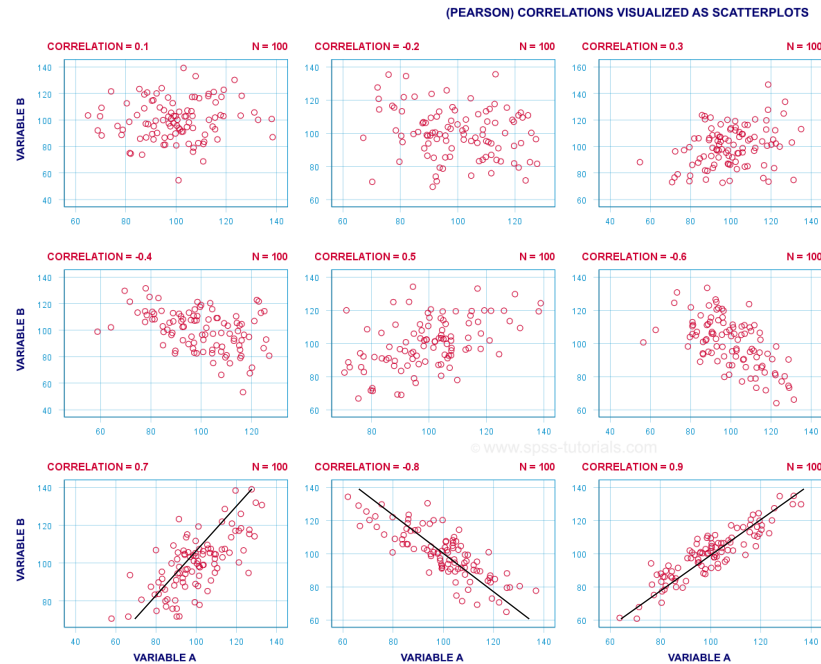 (PEARSON) CORRELATIONS VISUALIZED AS SCATTERPLOTS
CORRELATION = 0.1 N = 100
CORRELATION = -0.2 N = 100
CORRELATION = 0.3 N = 100
VARIABLE B
140
120
100
80
60
40
60 80 100 120 140
140
120
100
80
60
60 80 100 120
160
140
120
100
80
60
40 60 80 100 120 140
CORRELATION = -0.4 N = 100
CORRELATION = 0.5 N = 100
CORRELATION = -0.6 N = 100
VARIABLE B
140
120
100
80
60
40
40 60 80 100 120
140
120
100
80
60
80 100 120 140
140
120
100
80
60
40 60 80 100 120 140
© www.spss-tutorials.com
CORRELATION = 0.7 N = 100
CORRELATION = -0.8 N = 100
CORRELATION = 0.9 N = 100
VARIABLE B
140
120
100
80
40 60 80 100 120 140
VARIABLE A
140
120
100
80
60
60 80 100 120 140
VARIABLE A
140
120
100
80
60
60 80 100 120 140
VARIABLE A